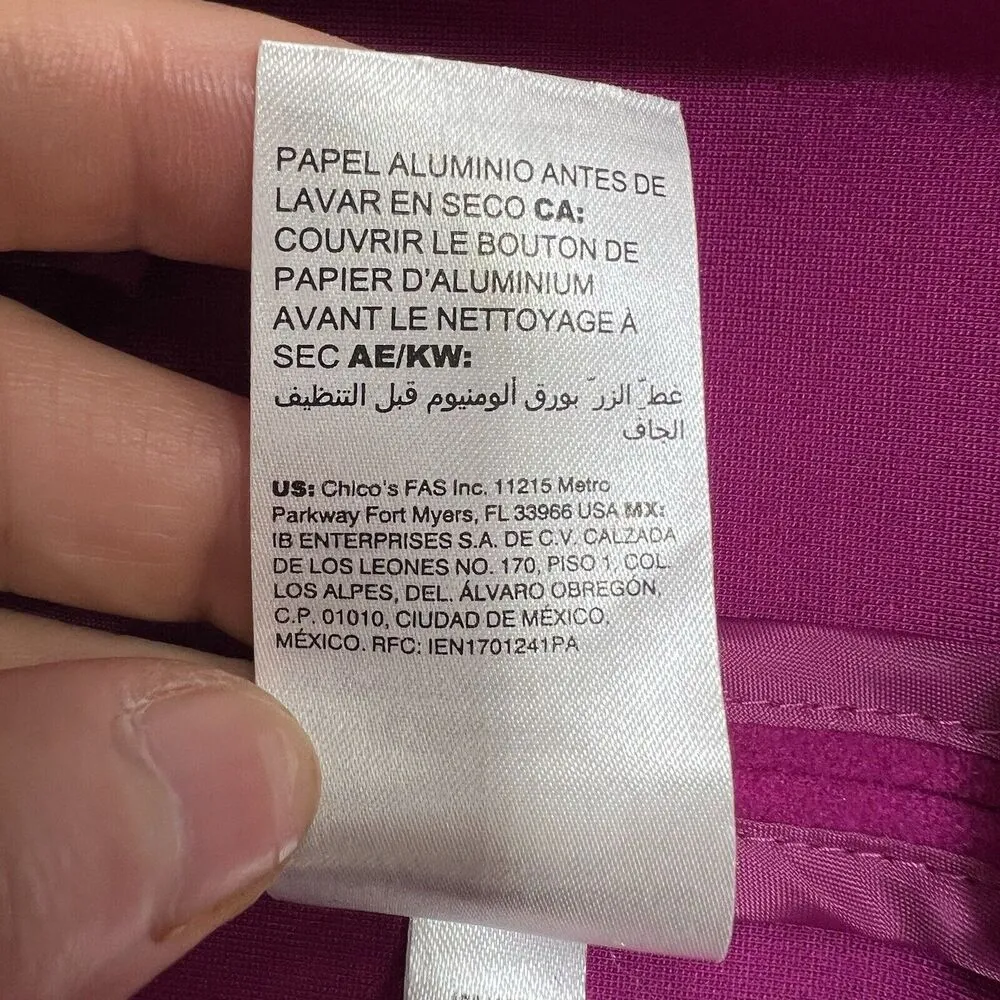 PAPEL ALUMINIO ANTES DE
LAVAR EN SECO CA:
COUVRIR LE BOUTON DE
PAPIER D'ALUMINIUM
AVANT LE NETTOYAGE À
SEC AE/KW:
غطّ الزرّ بورق ألومنيوم قبل التنظيف
الجاف
US: Chico's FAS Inc. 11215 Metro
Parkway Fort Myers, FL 33966 USA MX:
IB ENTERPRISES S.A. DE C.V. CALZADA
DE LOS LEONES NO. 170, PISO 1, COL.
LOS ALPES, DEL. ÁLVARO OBREGÓN,
C.P. 01010, CIUDAD DE MÉXICO,
MÉXICO. RFC: IEN1701241PA